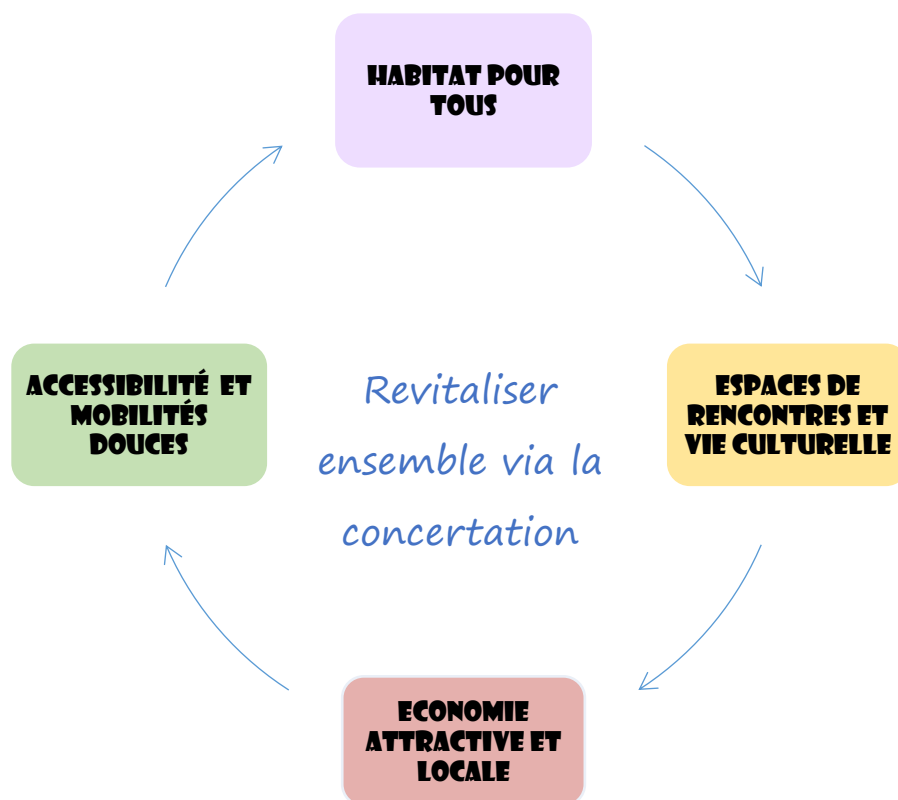 HABITAT POUR
TOUS
ACCESSIBILITÉ ET
MOBILITÉS
DOUCES
Revitaliser
ensemble via la
concertation
ESPACES DE
RENCONTRES ET
VIE CULTURELLE
ECONOMIE
ATTRACTIVE ET
LOCALE